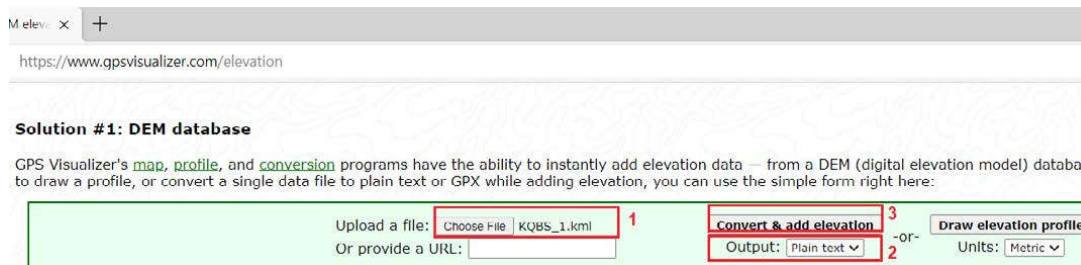 M eleva × +
https://www.gpsvisualizer.com/elevation
Solution #1: DEM database
GPS Visualizer's map, profile, and conversion programs have the ability to instantly add elevation data — from a DEM (digital elevation model) databa
to draw a profile, or convert a single data file to plain text or GPX while adding elevation, you can use the simple form right here:
Upload a file: Choose File KQBS_1.kml 1 Convert & add elevation 3 -or- Draw elevation profile
Or provide a URL: Output: Plain text 2 Units: Metric